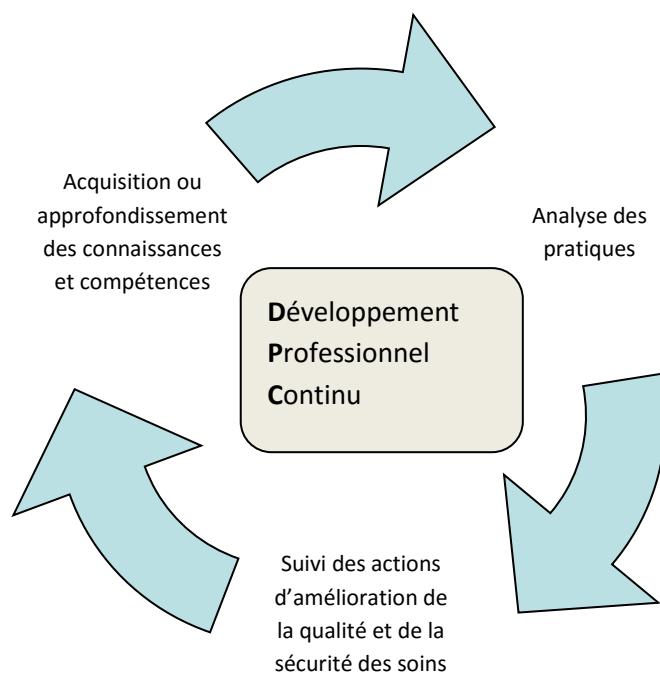 Acquisition ou
approfondissement
des connaissances
et compétences
Analyse des
pratiques
Développement
Professionnel
Continu
Suivi des actions
d’amélioration de
la qualité et de la
sécurité des soins